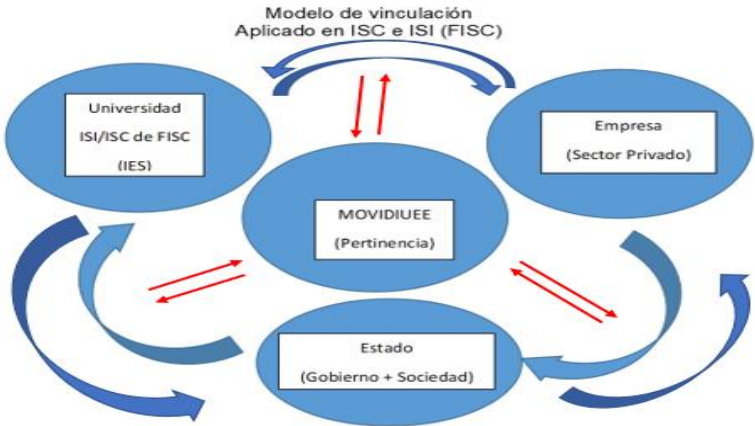 Modelo de vinculación
Aplicado en ISC e ISI (FISC)
Universidad
ISI/ISC de FISC
(IES)
Empresa
(Sector Privado)
MOVIDIUEE
(Pertinencia)
Estado
(Gobierno + Sociedad)